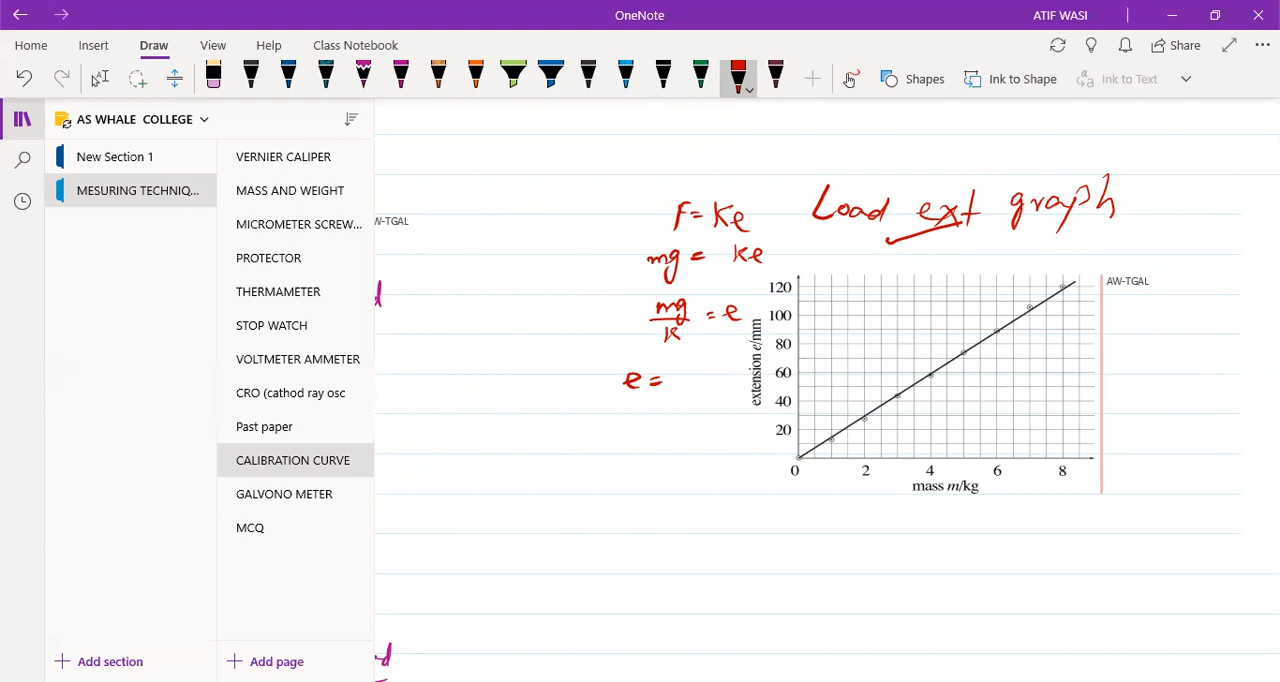 OneNote
ATIF WASI
Home Insert Draw View Help Class Notebook
Share
Shapes
Ink to Shape
Ink to Text
AS WHALE COLLEGE
New Section 1
MESURING TECHNIQ...
VERNIER CALIPER
MASS AND WEIGHT
MICROMETER SCREW...
PROTECTOR
THERMAMETER
STOP WATCH
VOLTMETER AMMETER
CRO (cathod ray osc
Past paper
CALIBRATION CURVE
GALVONO METER
MCQ
Add section
Add page
W-TGAL
Load ext graph
F = Ke
mg = Ke
mg/K = e
e =
AW-TGAL
extension e/mm
120
100
80
60
40
20
0 2 4 6 8
mass m/kg